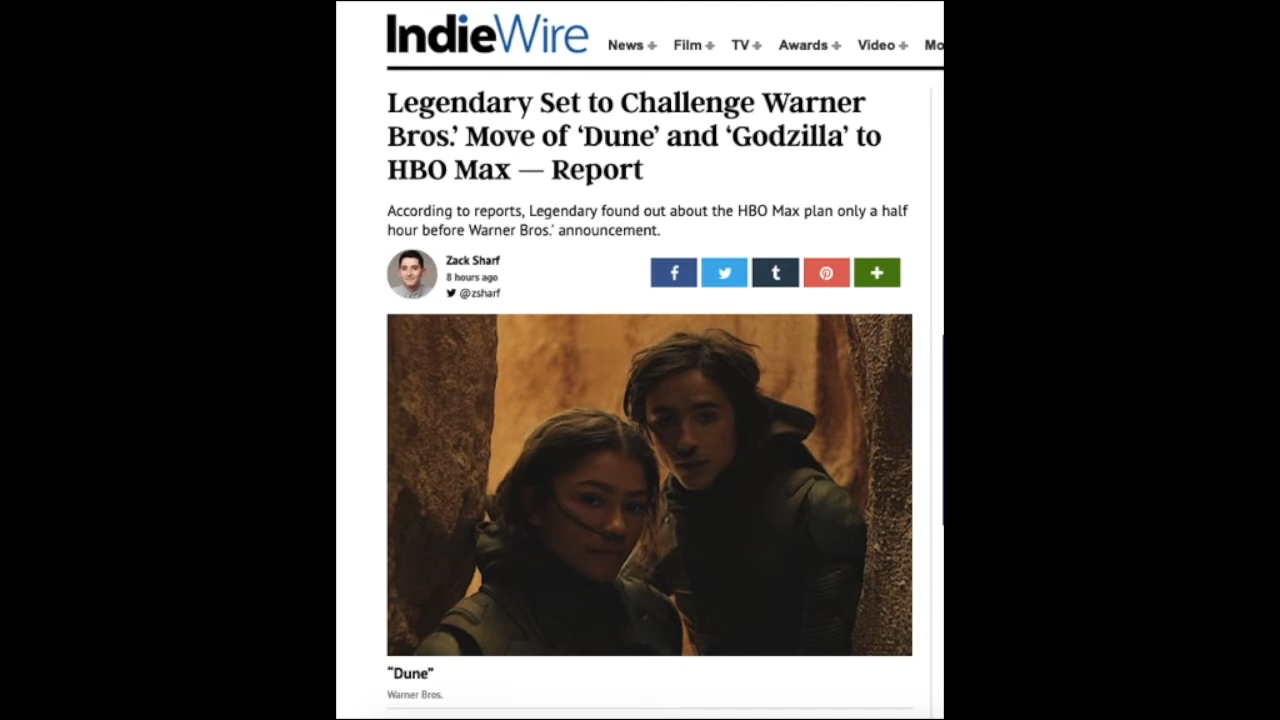 IndieWire
News + Film + TV + Awards + Video + Mo
Legendary Set to Challenge Warner
Bros.’ Move of ‘Dune’ and ‘Godzilla’ to
HBO Max — Report
According to reports, Legendary found out about the HBO Max plan only a half
hour before Warner Bros.' announcement.
Zack Sharf
8 hours ago
@zsharf
“Dune”
Warner Bros.